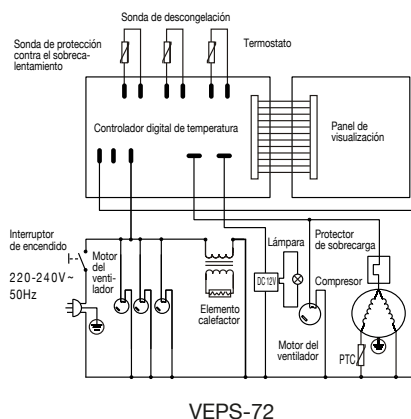 Sonda de descongelación
Sonda de protección
contra el sobreca-
lentamiento
Termostato
Controlador digital de temperatura
Panel de
visualización
Interruptor
de encendido
220-240V~
50Hz
Motor
del
venti-
lador
Elemento
calefactor
Lámpara
DC12V
Protector
de sobrecarga
Compresor
Motor del
ventilador
PTC
VEPS-72